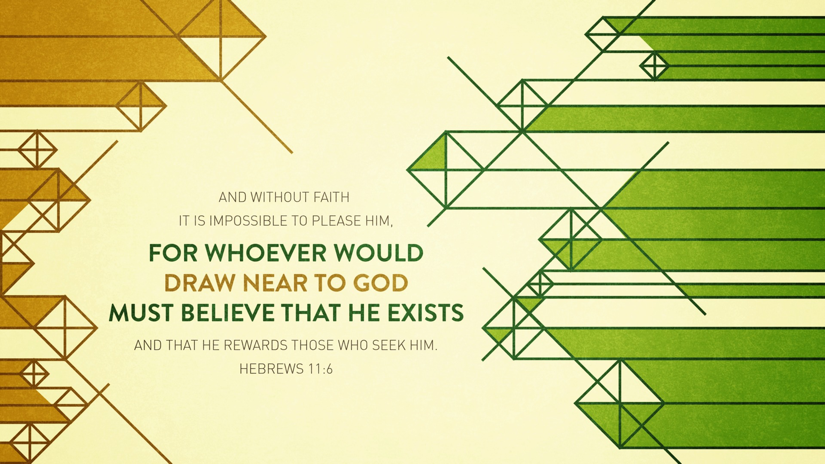 AND WITHOUT FAITH
IT IS IMPOSSIBLE TO PLEASE HIM,
FOR WHOEVER WOULD
DRAW NEAR TO GOD
MUST BELIEVE THAT HE EXISTS
AND THAT HE REWARDS THOSE WHO SEEK HIM.
HEBREWS 11:6